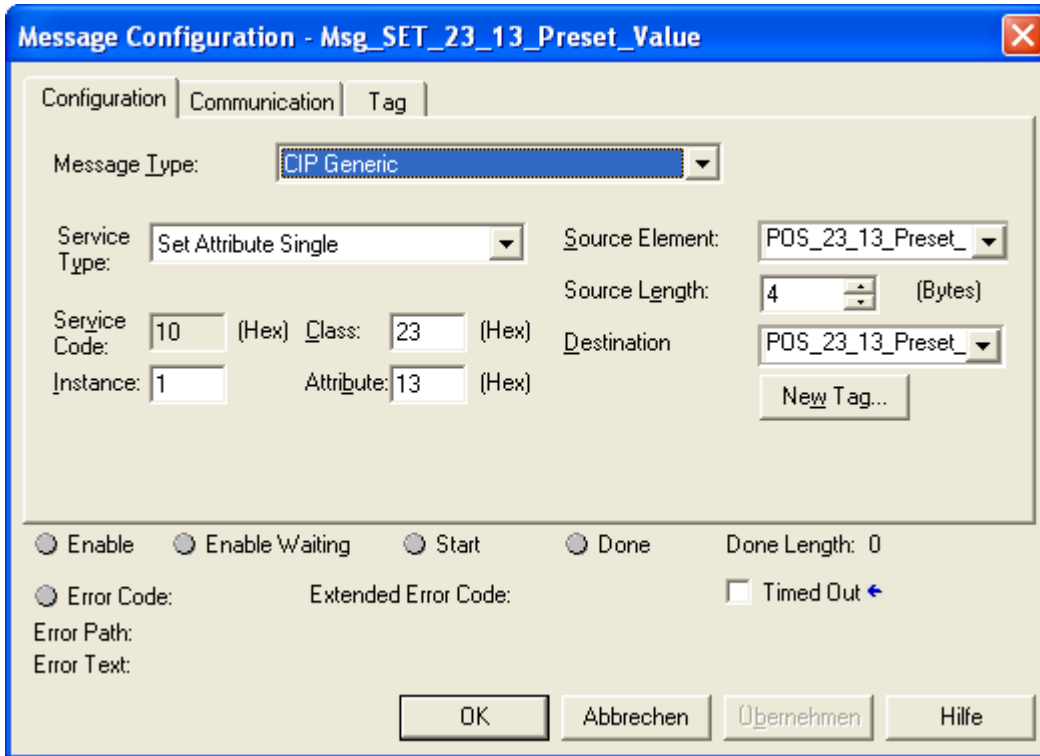 Message Configuration - Msg_SET_23_13_Preset_Value
Configuration Communication Tag
Message Type: CIP Generic
Service Type: Set Attribute Single
Source Element: POS_23_13_Preset_
Source Length: 4 (Bytes)
Service Code: 10 (Hex) Class: 23 (Hex)
Destination POS_23_13_Preset_
Instance: 1 Attribute: 13 (Hex)
New Tag...
Enable Enable Waiting Start Done Done Length: 0
Error Code: Extended Error Code: Timed Out
Error Path:
Error Text:
OK Abbrechen Übernehmen Hilfe